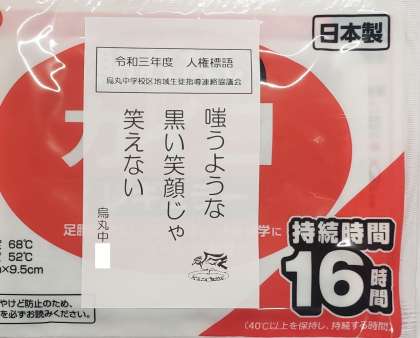 日本製
令和三年度　人権標語
烏丸中学校区地域生徒指導連絡協議会
嗤うような
黒い笑顔じゃ
笑えない
烏丸中
持続時間
16時間
(40℃以上を保持し、持続する時間)
68℃
52℃
×9.5cm
やけど防止のため、
を必ずお読みください。